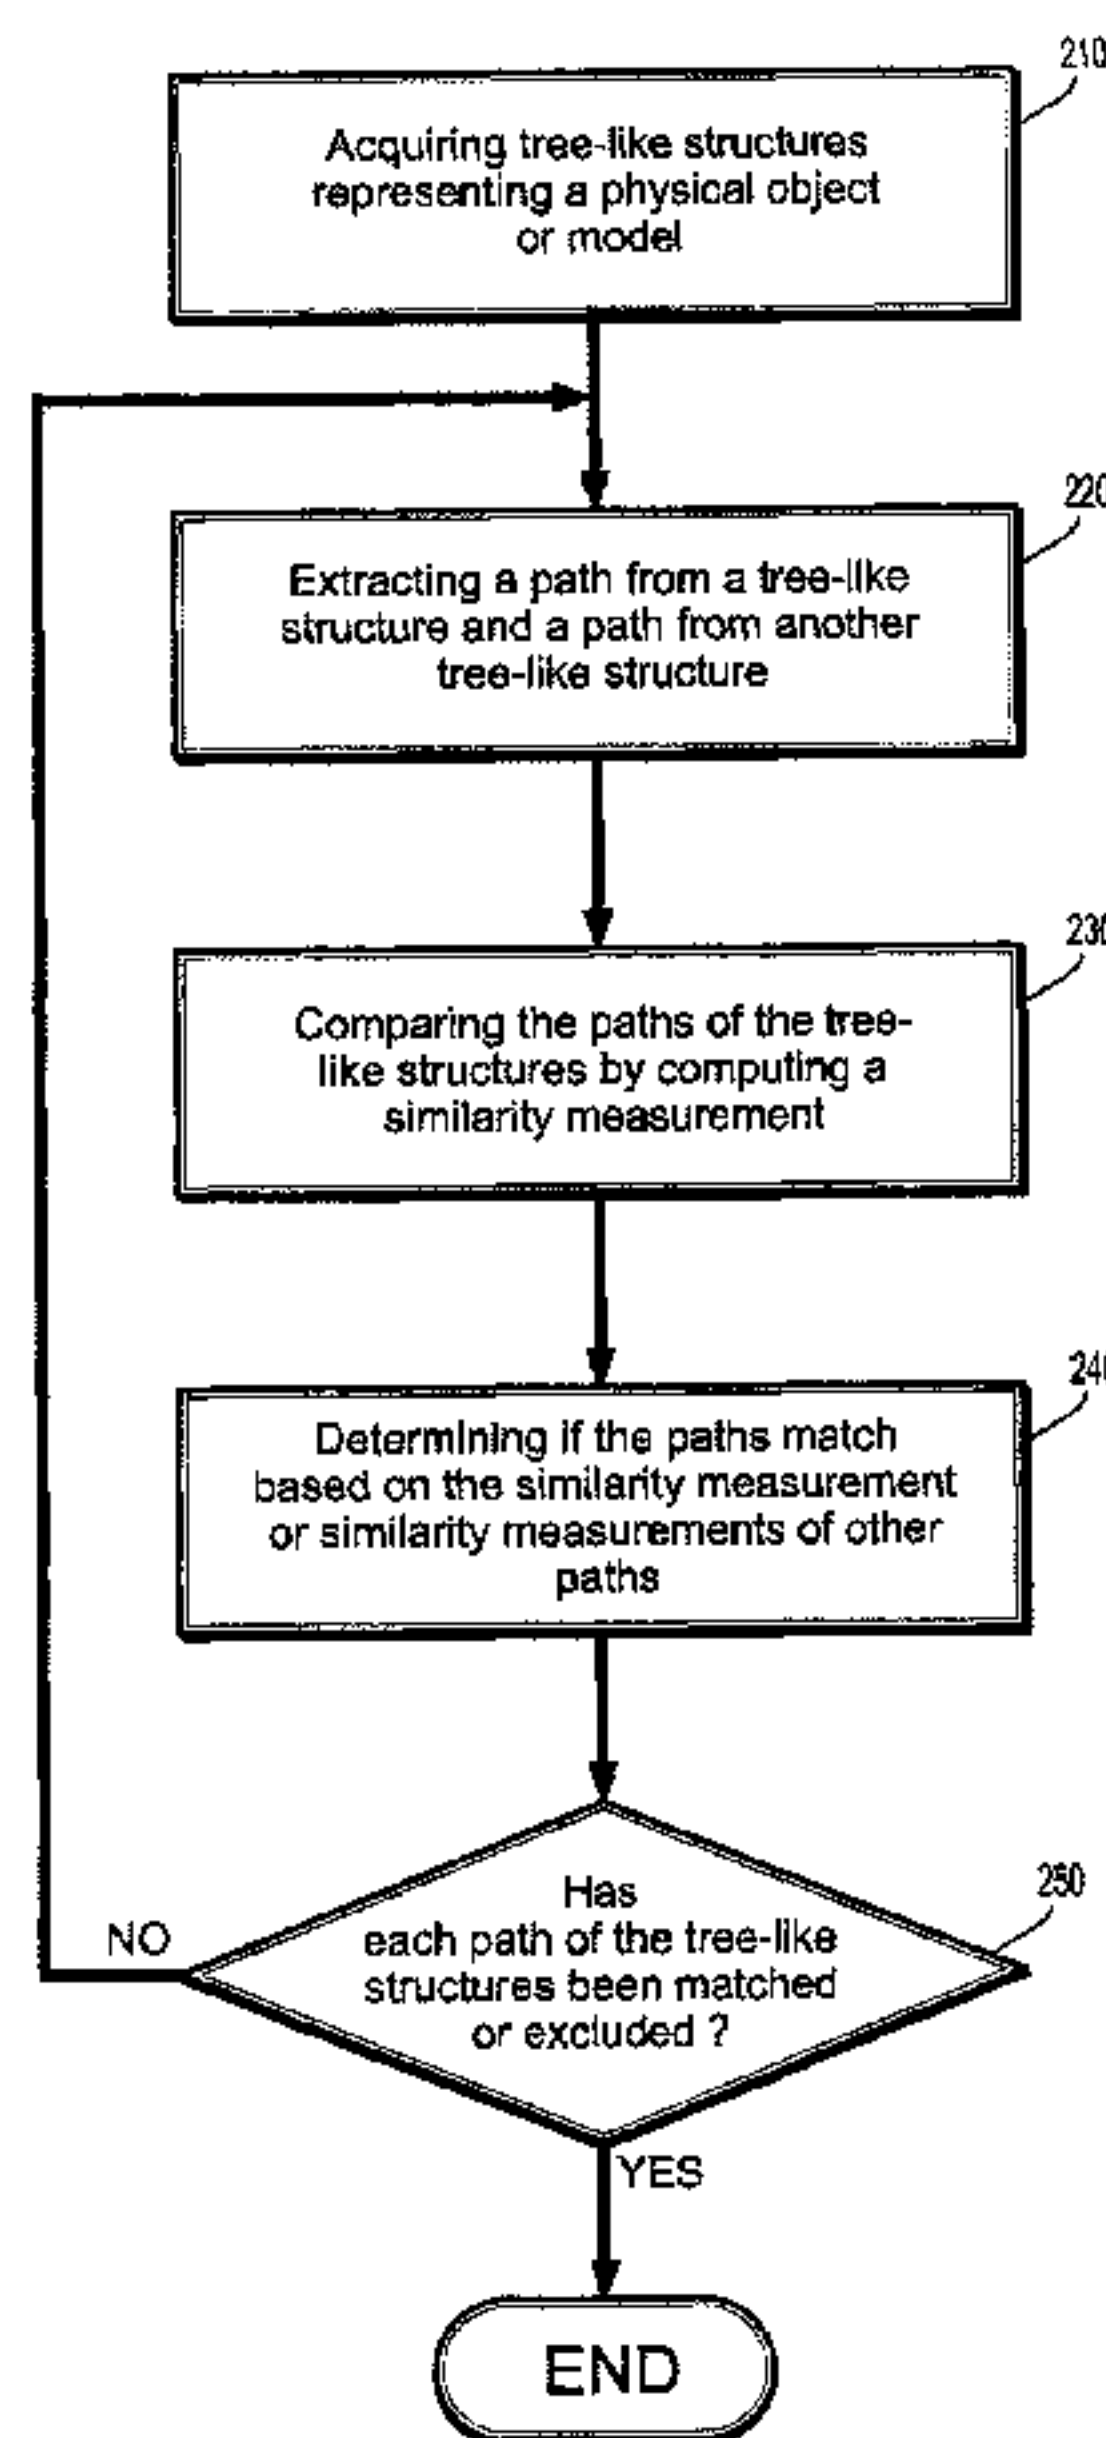 210
Acquiring tree-like structures
representing a physical object
or model
220
Extracting a path from a tree-like
structure and a path from another
tree-like structure
230
Comparing the paths of the tree-
like structures by computing a
similarity measurement
240
Determining if the paths match
based on the similarity measurement
or similarity measurements of other
paths
250
Has
each path of the tree-like
structures been matched
or excluded ?
NO
YES
END